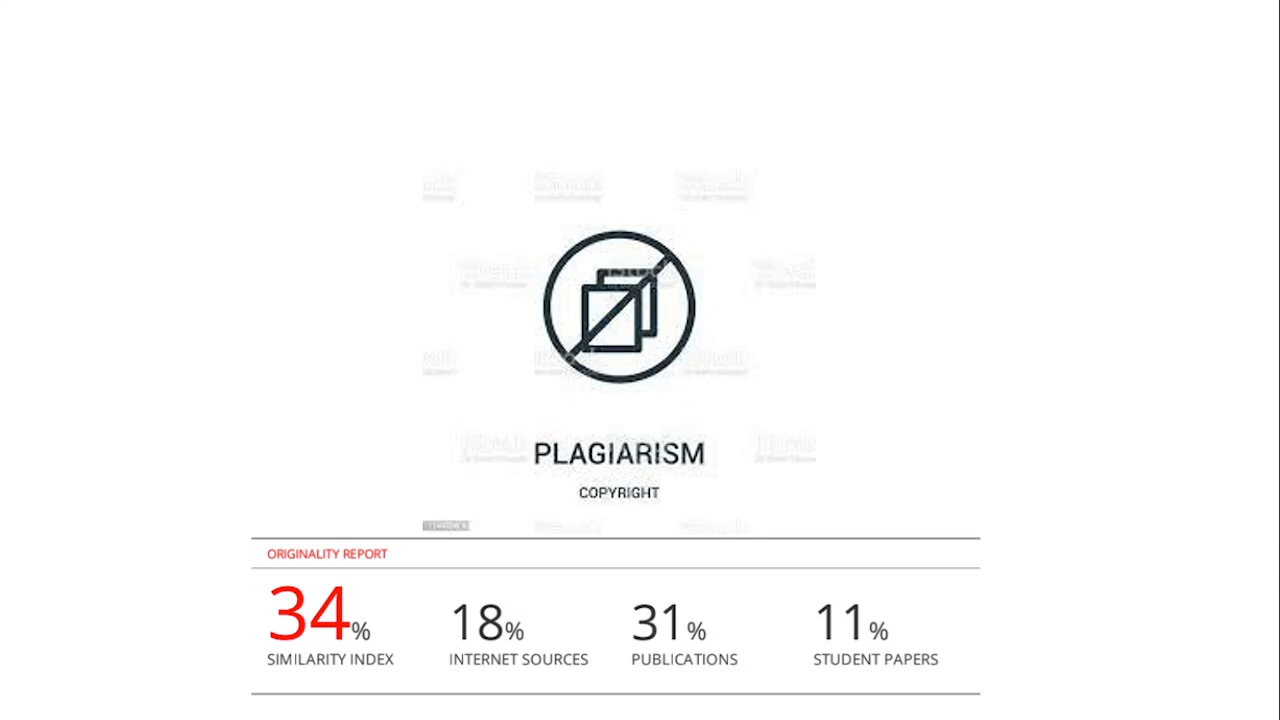 PLAGIARISM
COPYRIGHT
ORIGINALITY REPORT
34% 18% 31% 11%
SIMILARITY INDEX INTERNET SOURCES PUBLICATIONS STUDENT PAPERS